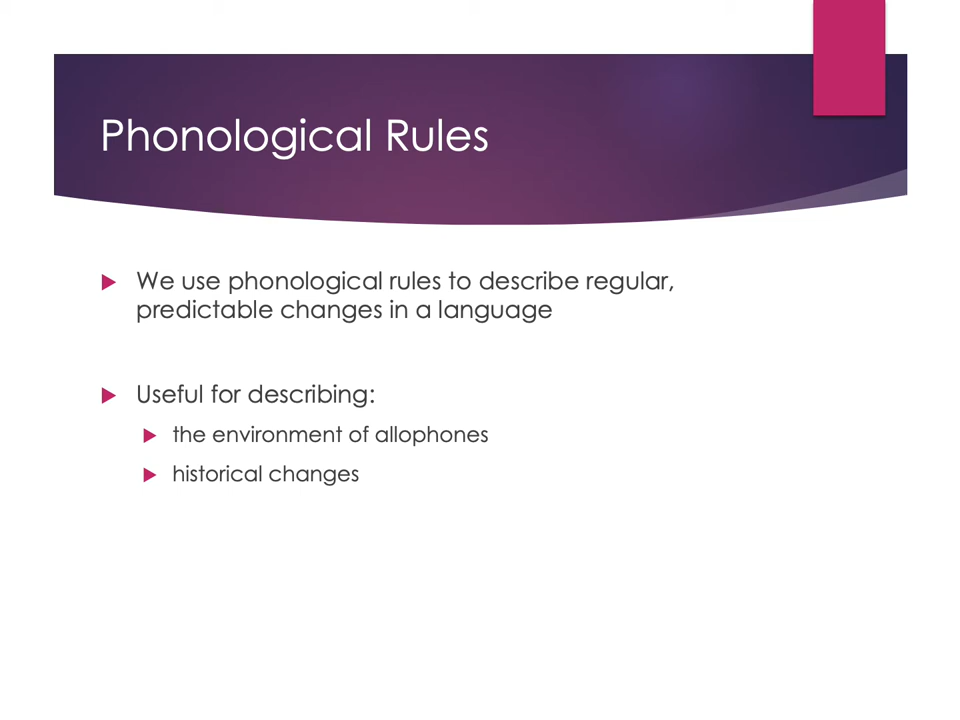 Phonological Rules
We use phonological rules to describe regular,
predictable changes in a language
Useful for describing:
the environment of allophones
historical changes